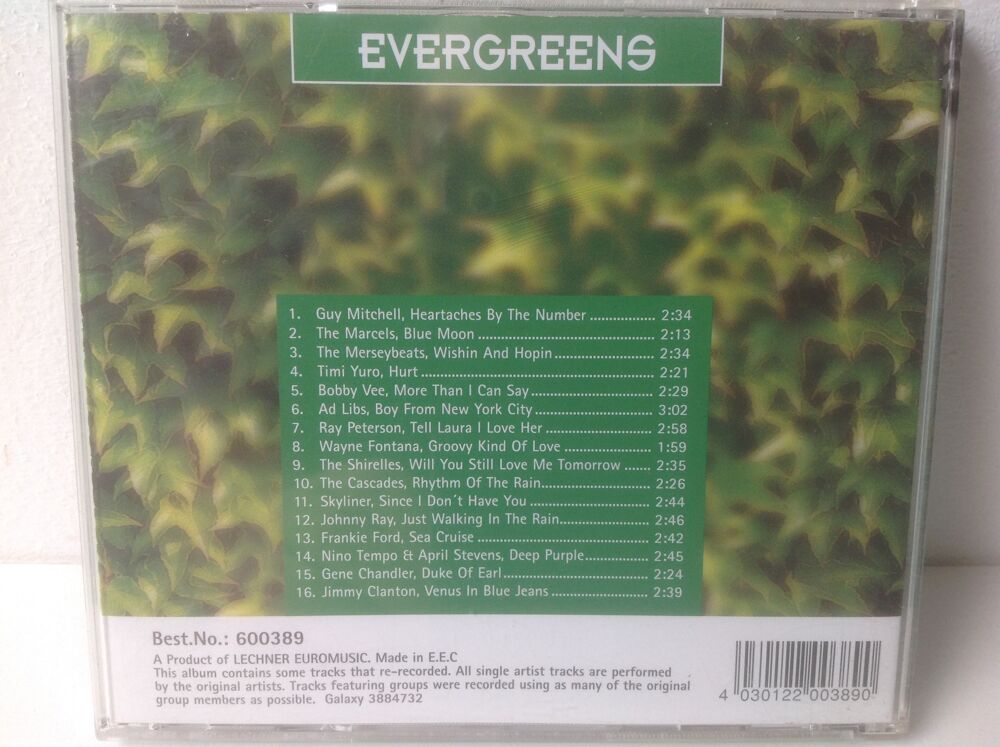 EVERGREENS
1. Guy Mitchell, Heartaches By The Number ................. 2:34
2. The Marcels, Blue Moon ............................................. 2:13
3. The Merseybeats, Wishin And Hopin ......................... 2:34
4. Timi Yuro, Hurt ........................................................... 2:21
5. Bobby Vee, More Than I Can Say ............................... 2:29
6. Ad Libs, Boy From New York City .............................. 3:02
7. Ray Peterson, Tell Laura I Love Her ........................... 2:58
8. Wayne Fontana, Groovy Kind Of Love ...................... 1:59
9. The Shirelles, Will You Still Love Me Tomorrow ....... 2:35
10. The Cascades, Rhythm Of The Rain............................ 2:26
11. Skyliner, Since I Don´t Have You ............................... 2:44
12. Johnny Ray, Just Walking In The Rain....................... 2:46
13. Frankie Ford, Sea Cruise ............................................ 2:42
14. Nino Tempo & April Stevens, Deep Purple................ 2:45
15. Gene Chandler, Duke Of Earl...................................... 2:24
16. Jimmy Clanton, Venus In Blue Jeans ......................... 2:39
Best.No.: 600389
A Product of LECHNER EUROMUSIC. Made in E.E.C
This album contains some tracks that re-recorded. All single artist tracks are performed
by the original artists. Tracks featuring groups were recorded using as many of the original
group members as possible. Galaxy 3884732
4 030122 003890